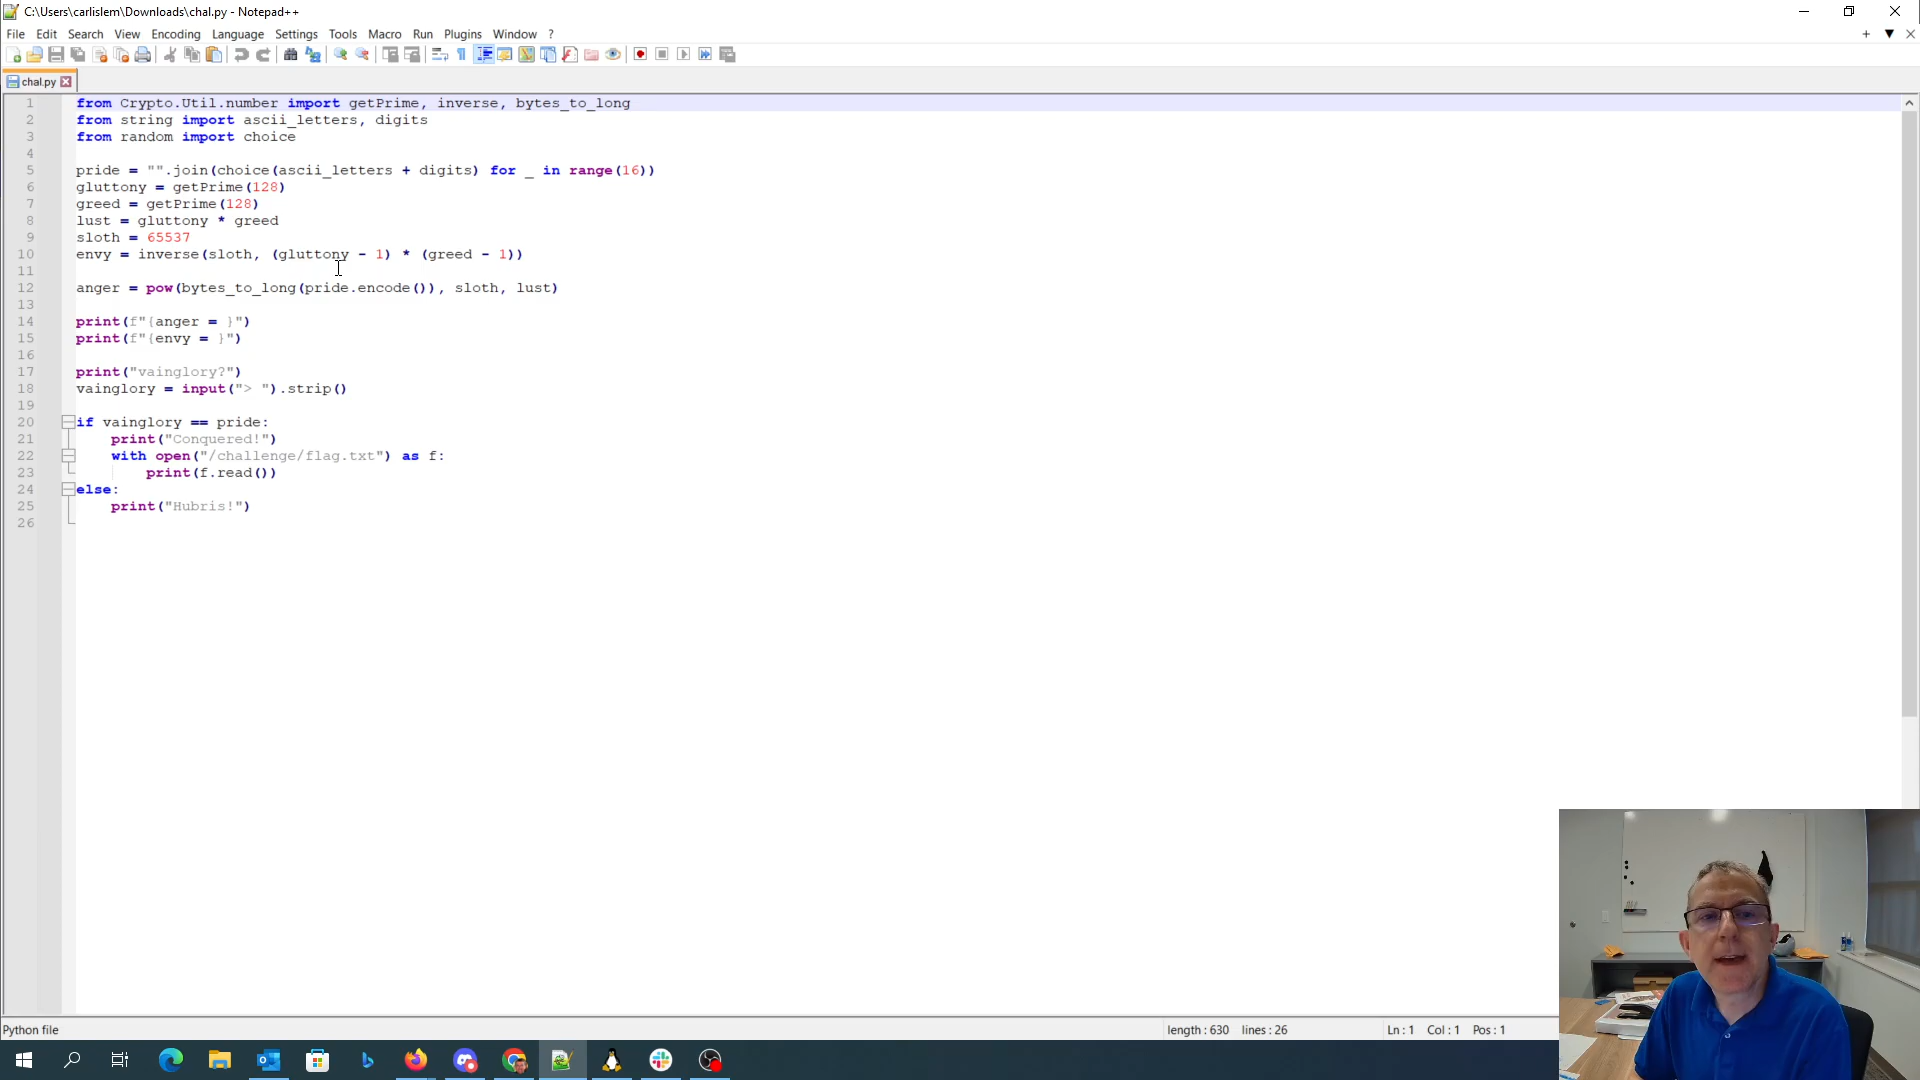 C:\Users\carlislem\Downloads\chal.py - Notepad++
File Edit Search View Encoding Language Settings Tools Macro Run Plugins Window ?
chal.py
1 from Crypto.Util.number import getPrime, inverse, bytes_to_long
2 from string import ascii_letters, digits
3 from random import choice
4
5 pride = "".join(choice(ascii_letters + digits) for _ in range(16))
6 gluttony = getPrime(128)
7 greed = getPrime(128)
8 lust = gluttony * greed
9 sloth = 65537
10 envy = inverse(sloth, (gluttony - 1) * (greed - 1))
11
12 anger = pow(bytes_to_long(pride.encode()), sloth, lust)
13
14 print(f"{anger = }")
15 print(f"{envy = }")
16
17 print("vainglory?")
18 vainglory = input("> ").strip()
19
20 if vainglory == pride:
21 print("Conquered!")
22 with open("/challenge/flag.txt") as f:
23 print(f.read())
24 else:
25 print("Hubris!")
26
Python file length : 630 lines : 26 Ln : 1 Col : 1 Pos : 1